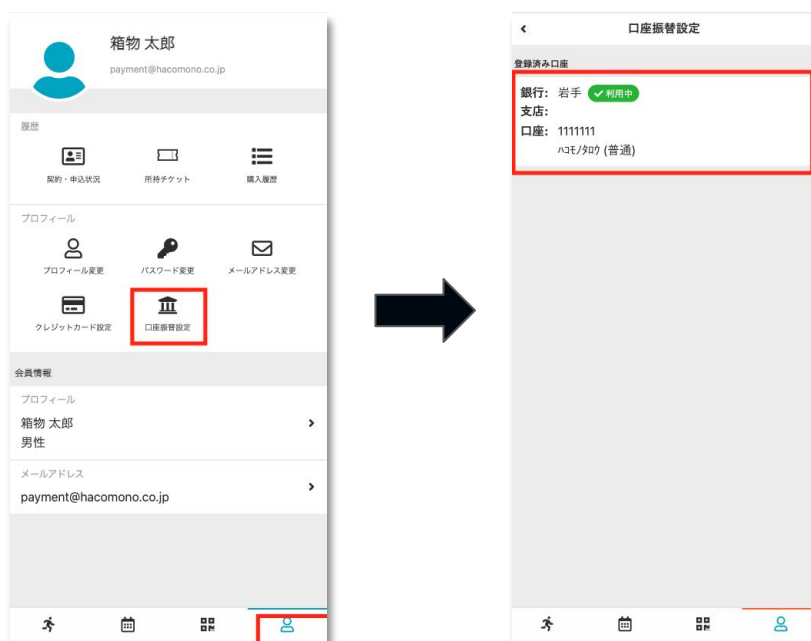 箱物 太郎
payment@hacomono.co.jp
履歴
契約・申込状況
所持チケット
購入履歴
プロフィール
プロフィール変更
パスワード変更
メールアドレス変更
クレジットカード設定
口座振替設定
会員情報
プロフィール
箱物 太郎
男性
メールアドレス
payment@hacomono.co.jp
口座振替設定
登録済み口座
銀行: 岩手 利用中
支店:
口座: 1111111
ﾊｺﾓﾉﾀﾛｳ (普通)